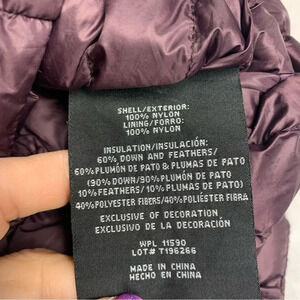 SHELL/EXTERIOR:
100% NYLON
LINING/FORRO:
100% NYLON
INSULATION/INSULACIÓN:
60% DOWN AND FEATHERS/
60% PLUMÓN DE PATO & PLUMAS DE PATO
(90% DOWN/90% PLUMÓN DE PATO
10% FEATHERS/10% PLUMAS DE PATO)
40%POLYESTER FIBERS/40%POLIÉSTER FIBRA
EXCLUSIVE OF DECORATION
EXCLUSIVO DE LA DECORACIÓN
WPL 11590
LOT# T196266
MADE IN CHINA
HECHO EN CHINA